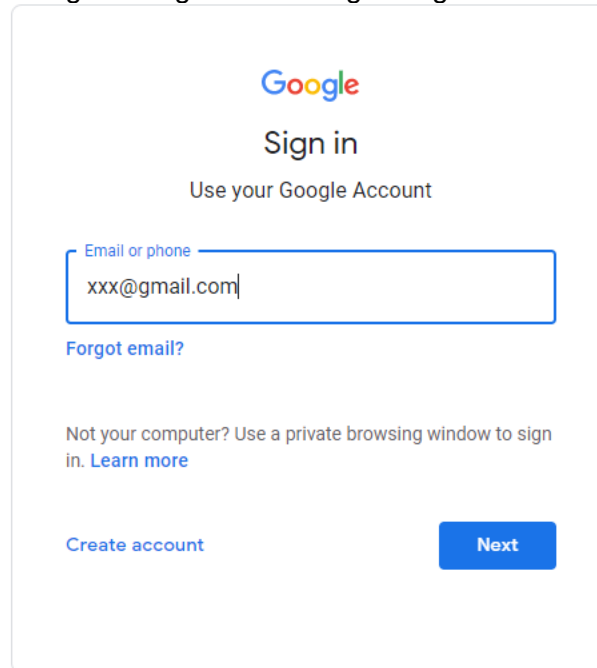 Google
Sign in
Use your Google Account
Email or phone
xxx@gmail.com
Forgot email?
Not your computer? Use a private browsing window to sign
in. Learn more
Create account
Next